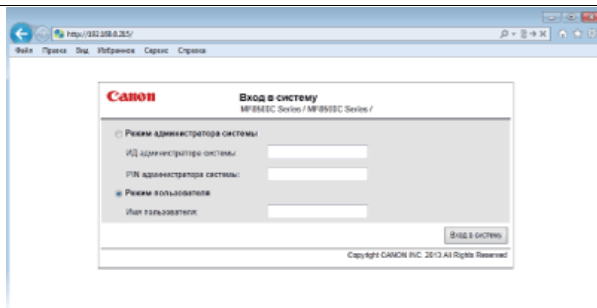 http://192.168.0.215/
Файл Правка Вид Избранное Сервис Справка
Canon
Вход в систему
MF8500C Series / MF8500C Series /
Режим администратора системы
ИД администратора системы:
PIN администратора системы:
Режим пользователя
Имя пользователя:
Вход в систему
Copyright CANON INC. 2013 All Rights Reserved